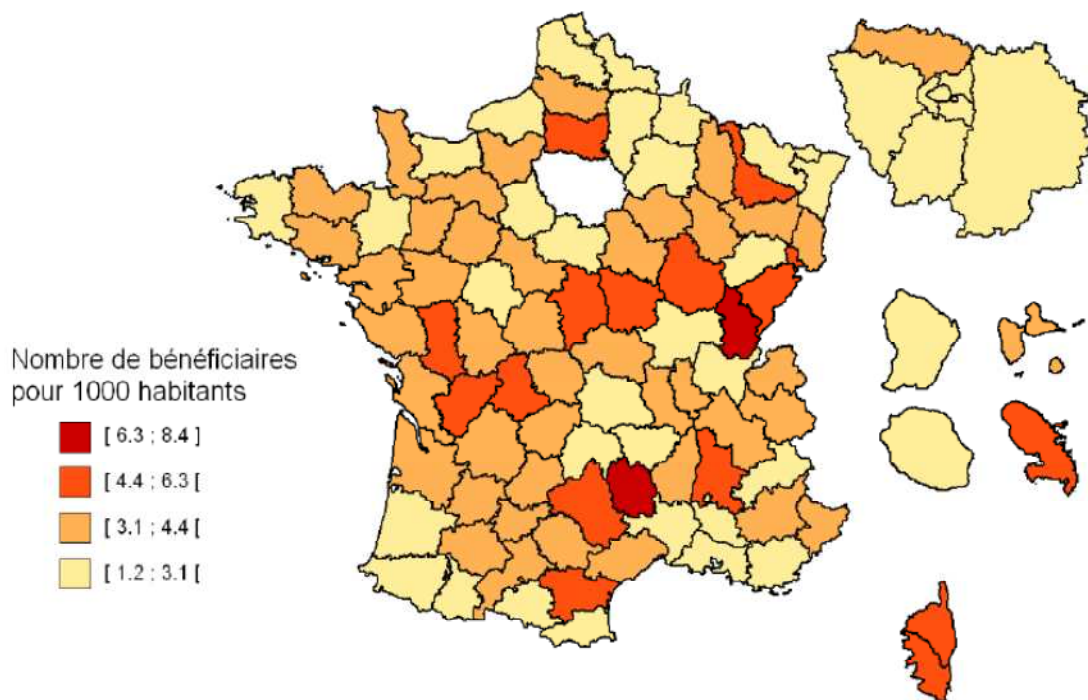 Nombre de bénéficiaires
pour 1000 habitants
[ 6.3 ; 8.4 ]
[ 4.4 ; 6.3 [
[ 3.1 ; 4.4 [
[ 1.2 ; 3.1 [